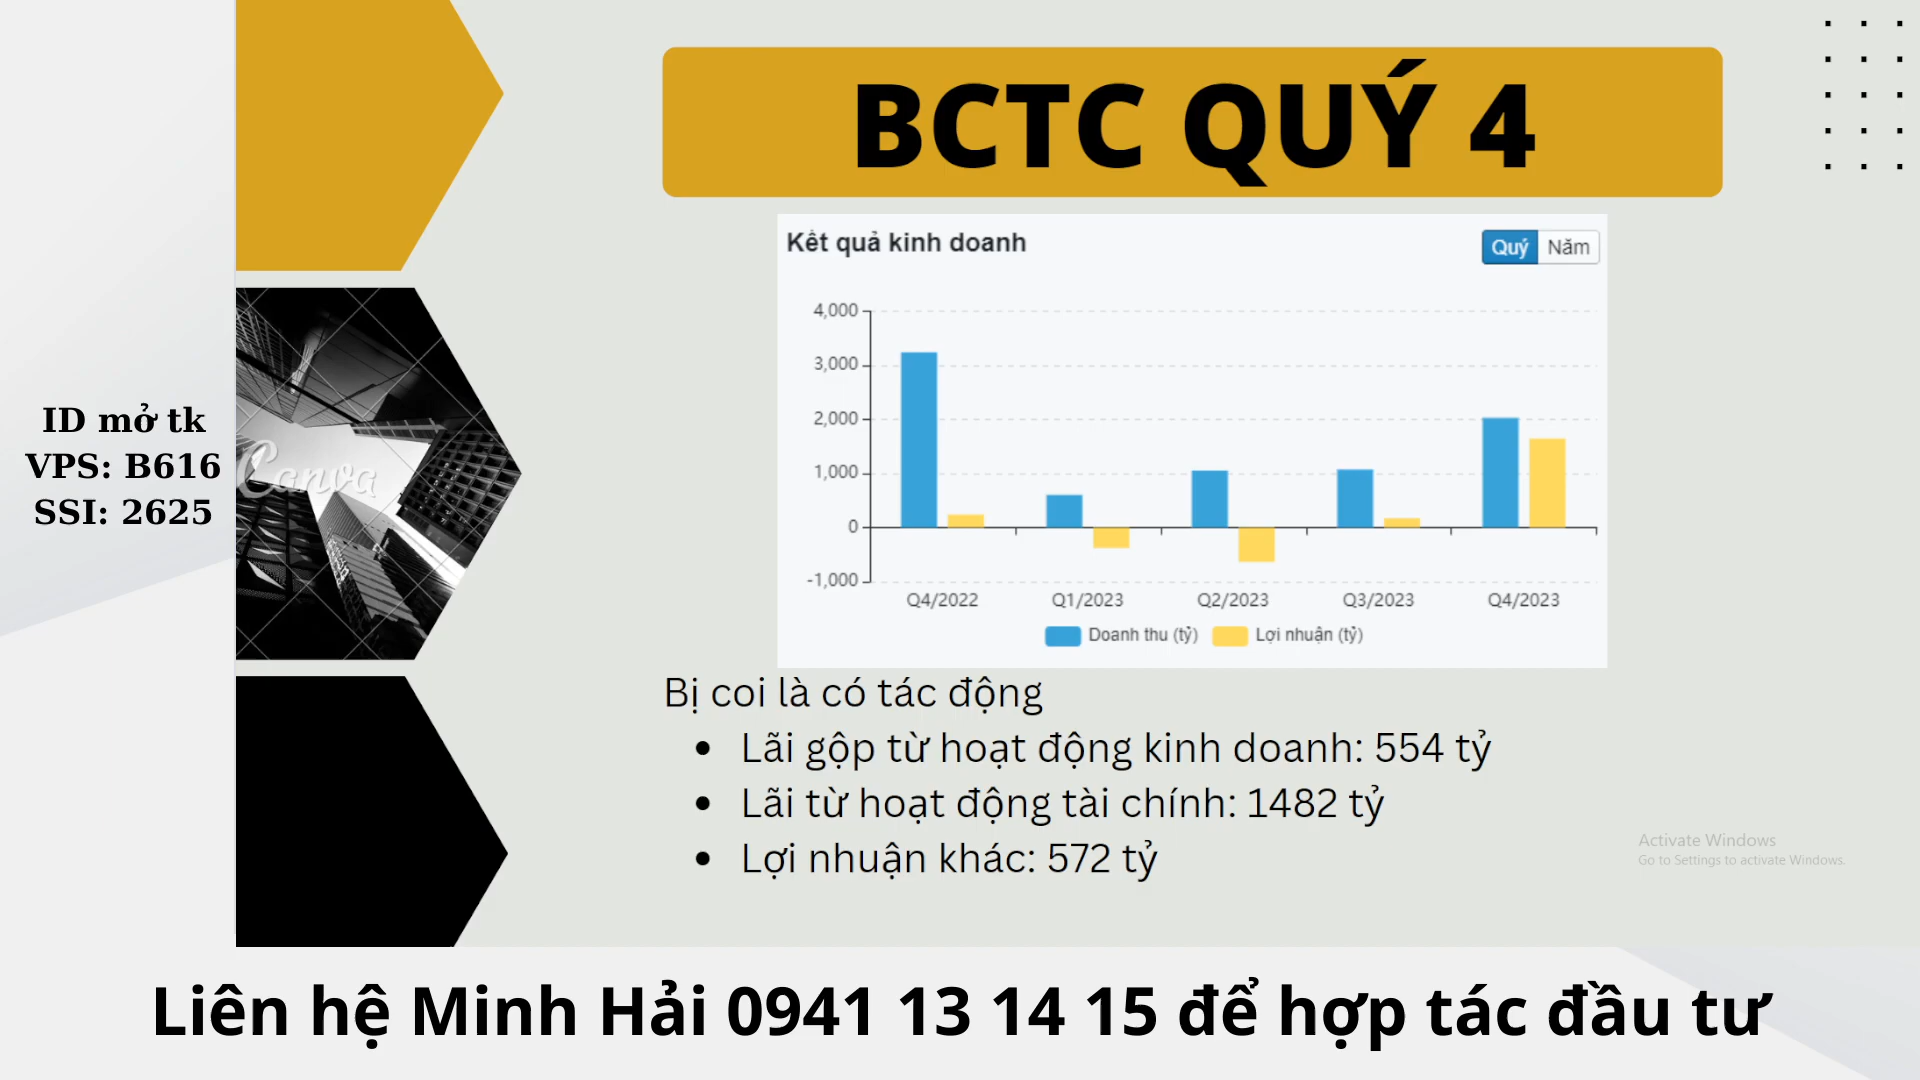 BCTC QUÝ 4
Kết quả kinh doanh
Quý Năm
4,000
3,000
2,000
1,000
0
-1,000
Q4/2022 Q1/2023 Q2/2023 Q3/2023 Q4/2023
Doanh thu (tỷ) Lợi nhuận (tỷ)
ID mở tk
VPS: B616
SSI: 2625
Canva
Bị coi là có tác động
• Lãi gộp từ hoạt động kinh doanh: 554 tỷ
• Lãi từ hoạt động tài chính: 1482 tỷ
• Lợi nhuận khác: 572 tỷ
Activate Windows
Go to Settings to activate Windows.
Liên hệ Minh Hải 0941 13 14 15 để hợp tác đầu tư